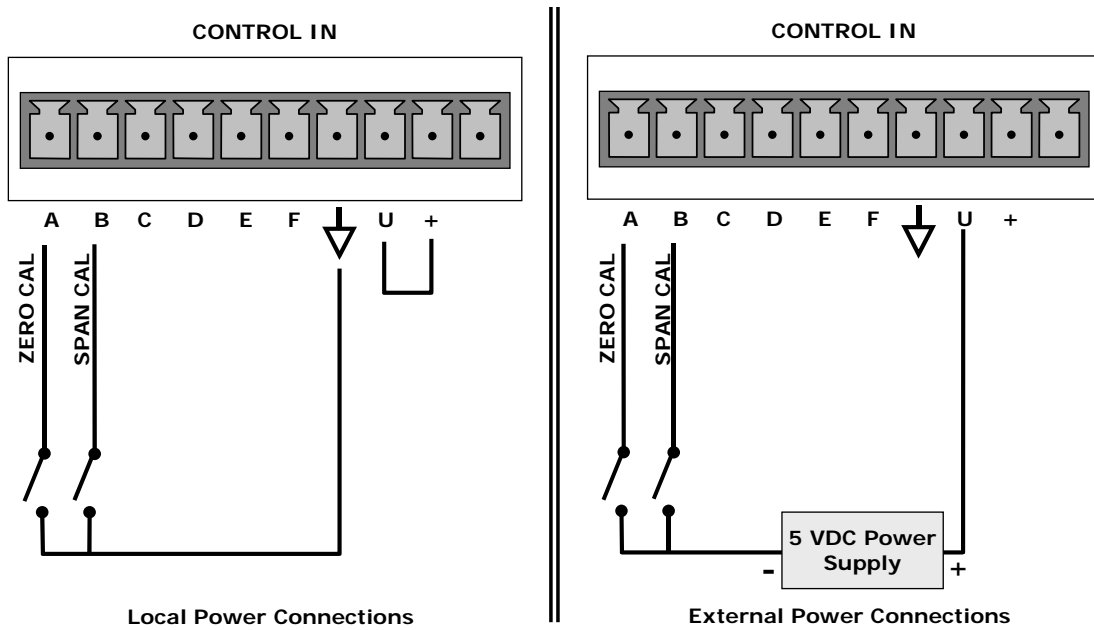 CONTROL IN
A B C D E F U +
ZERO CAL
SPAN CAL
Local Power Connections
CONTROL IN
A B C D E F U +
ZERO CAL
SPAN CAL
5 VDC Power
Supply
- +
External Power Connections